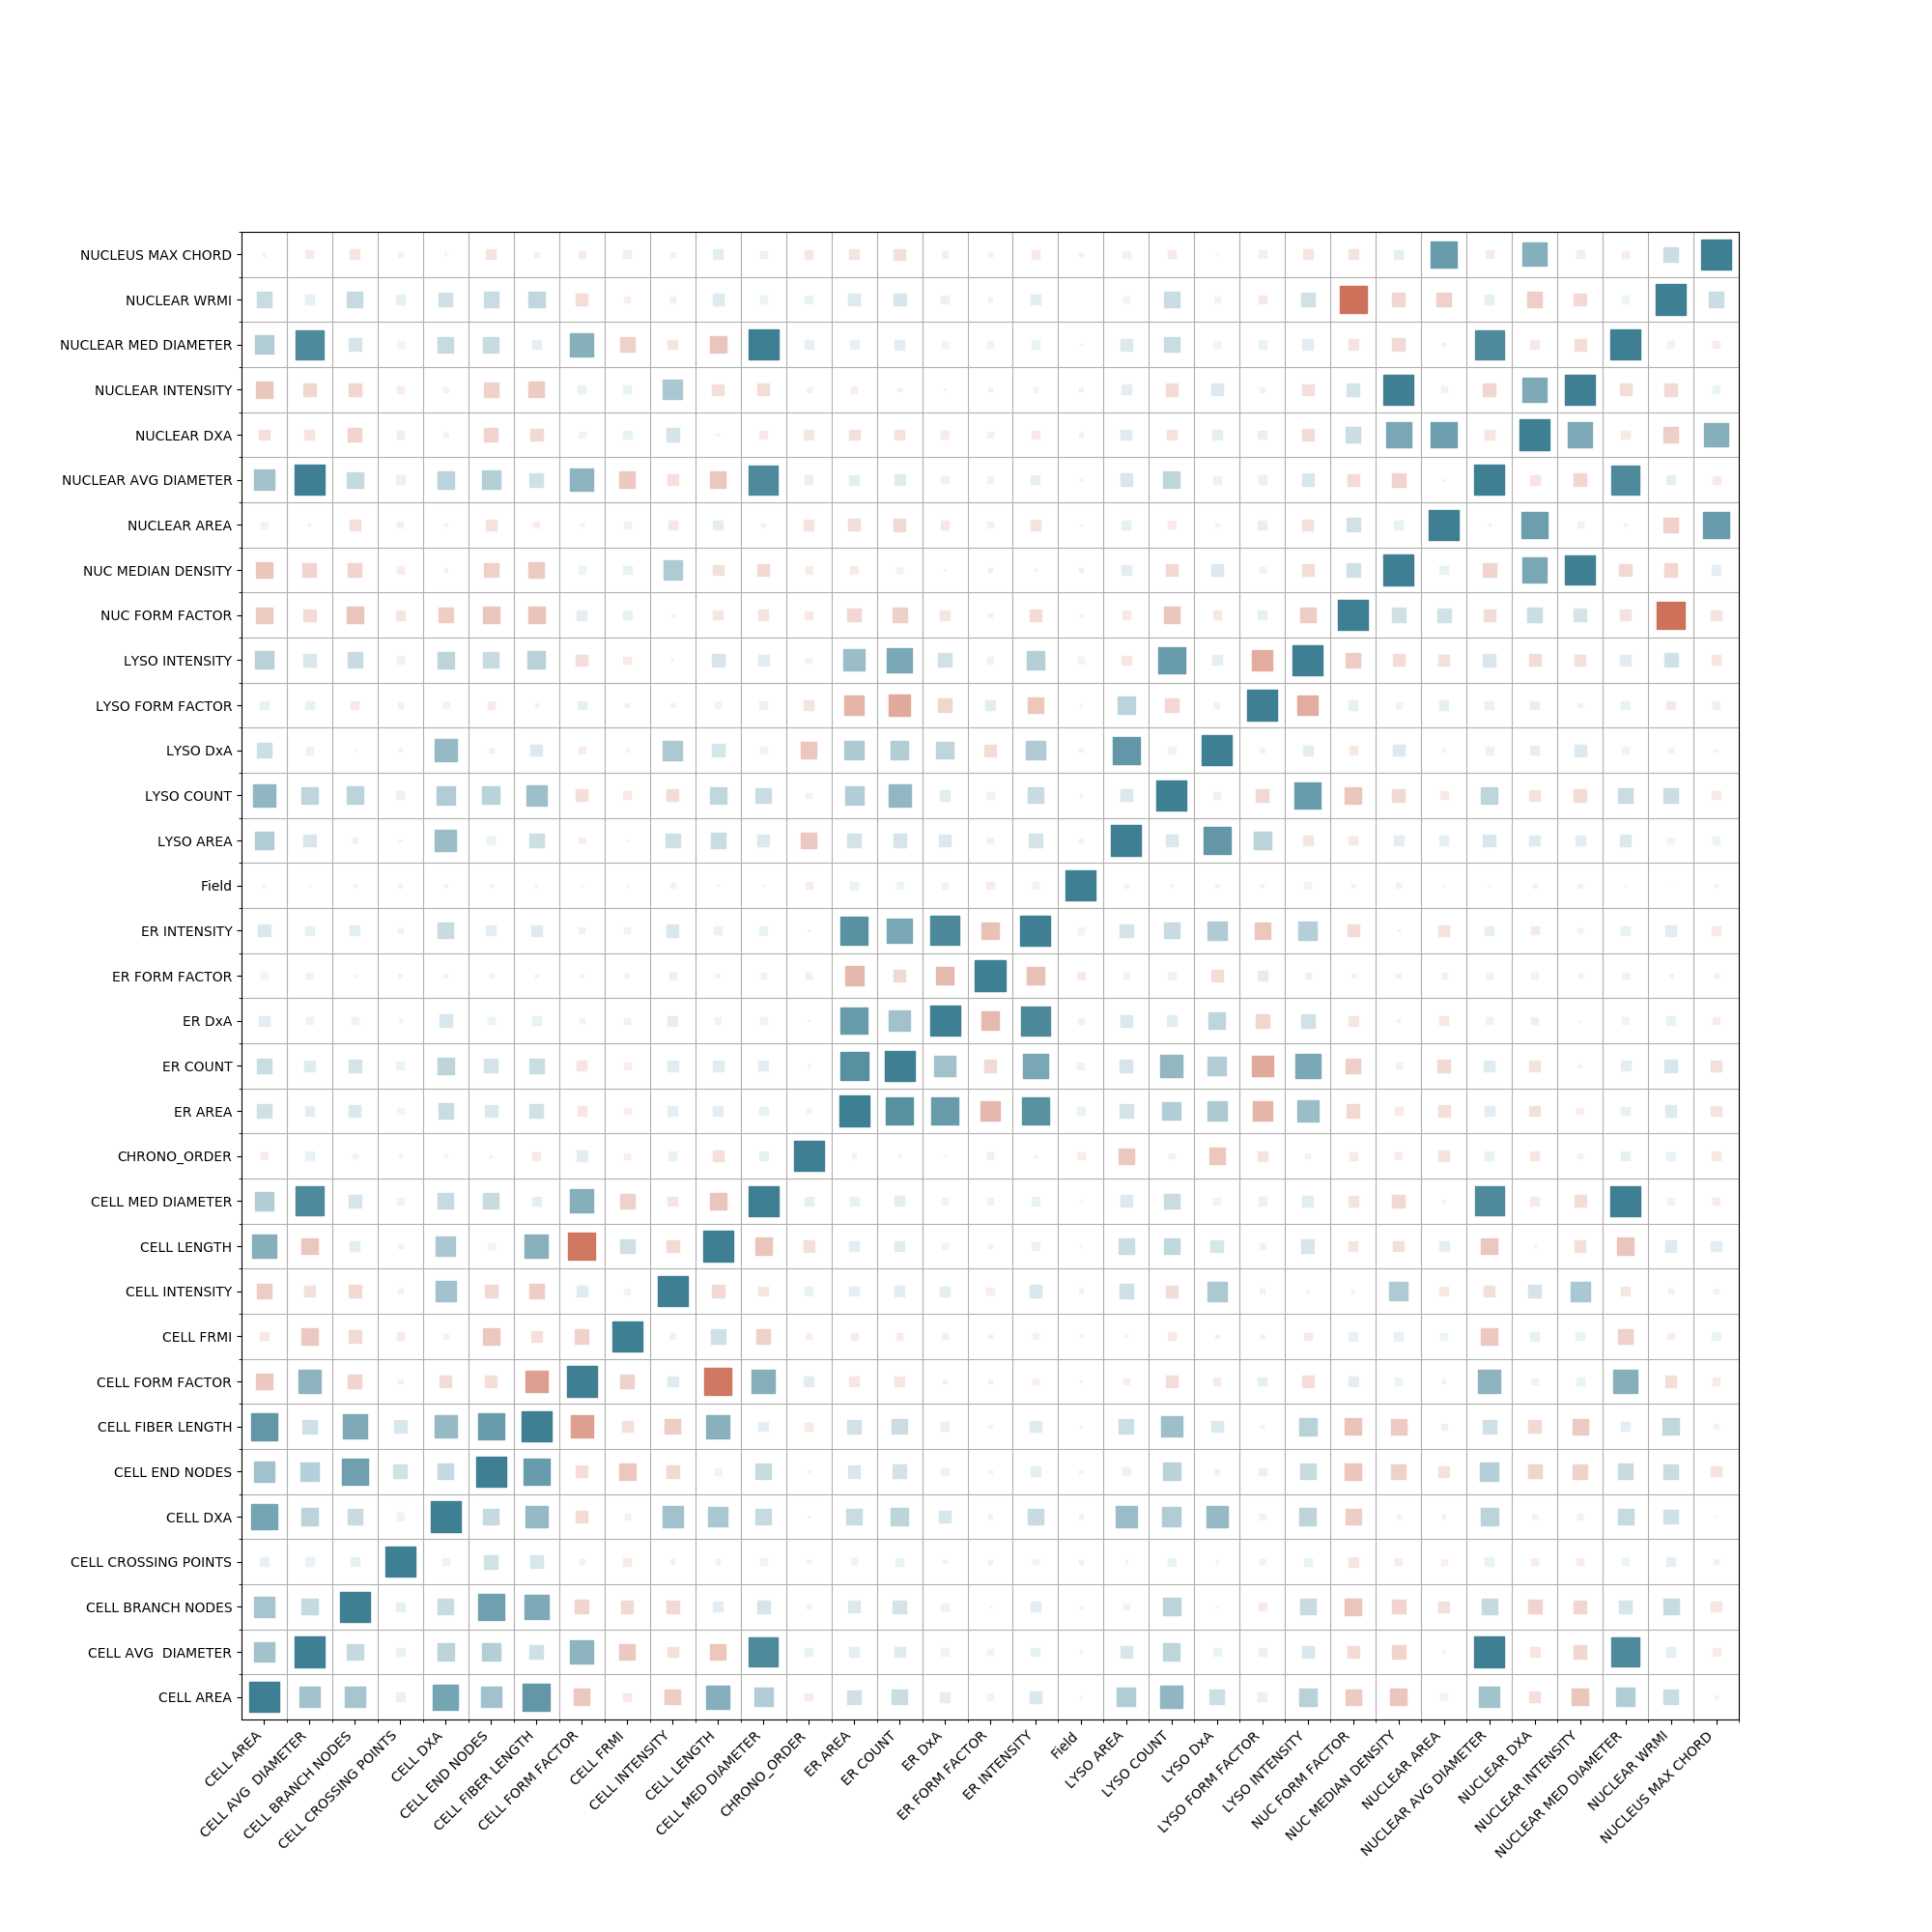 NUCLEUS MAX CHORD
NUCLEAR WRMI
NUCLEAR MED DIAMETER
NUCLEAR INTENSITY
NUCLEAR DXA
NUCLEAR AVG DIAMETER
NUCLEAR AREA
NUC MEDIAN DENSITY
NUC FORM FACTOR
LYSO INTENSITY
LYSO FORM FACTOR
LYSO DxA
LYSO COUNT
LYSO AREA
Field
ER INTENSITY
ER FORM FACTOR
ER DxA
ER COUNT
ER AREA
CHRONO_ORDER
CELL MED DIAMETER
CELL LENGTH
CELL INTENSITY
CELL FRMI
CELL FORM FACTOR
CELL FIBER LENGTH
CELL END NODES
CELL DXA
CELL CROSSING POINTS
CELL BRANCH NODES
CELL AVG  DIAMETER
CELL AREA
CELL AREA
CELL AVG  DIAMETER
CELL BRANCH NODES
CELL CROSSING POINTS
CELL DXA
CELL END NODES
CELL FIBER LENGTH
CELL FORM FACTOR
CELL FRMI
CELL INTENSITY
CELL LENGTH
CELL MED DIAMETER
CHRONO_ORDER
ER AREA
ER COUNT
ER DxA
ER FORM FACTOR
ER INTENSITY
Field
LYSO AREA
LYSO COUNT
LYSO DxA
LYSO FORM FACTOR
LYSO INTENSITY
NUC FORM FACTOR
NUC MEDIAN DENSITY
NUCLEAR AREA
NUCLEAR AVG DIAMETER
NUCLEAR DXA
NUCLEAR INTENSITY
NUCLEAR MED DIAMETER
NUCLEAR WRMI
NUCLEUS MAX CHORD